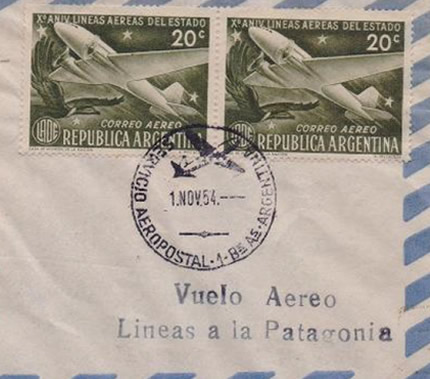 Xº ANIV. LINEAS AEREAS DEL ESTADO
20c
CORREO AEREO
LADE
REPUBLICA ARGENTINA
Xº ANIV. LINEAS AEREAS DEL ESTADO
20c
CORREO AEREO
LADE
REPUBLICA ARGENTINA
SERVICIO AEROPOSTAL·1·Bs As·ARGENTINO
1.NOV.54.
Vuelo Aereo
Lineas a la Patagonia